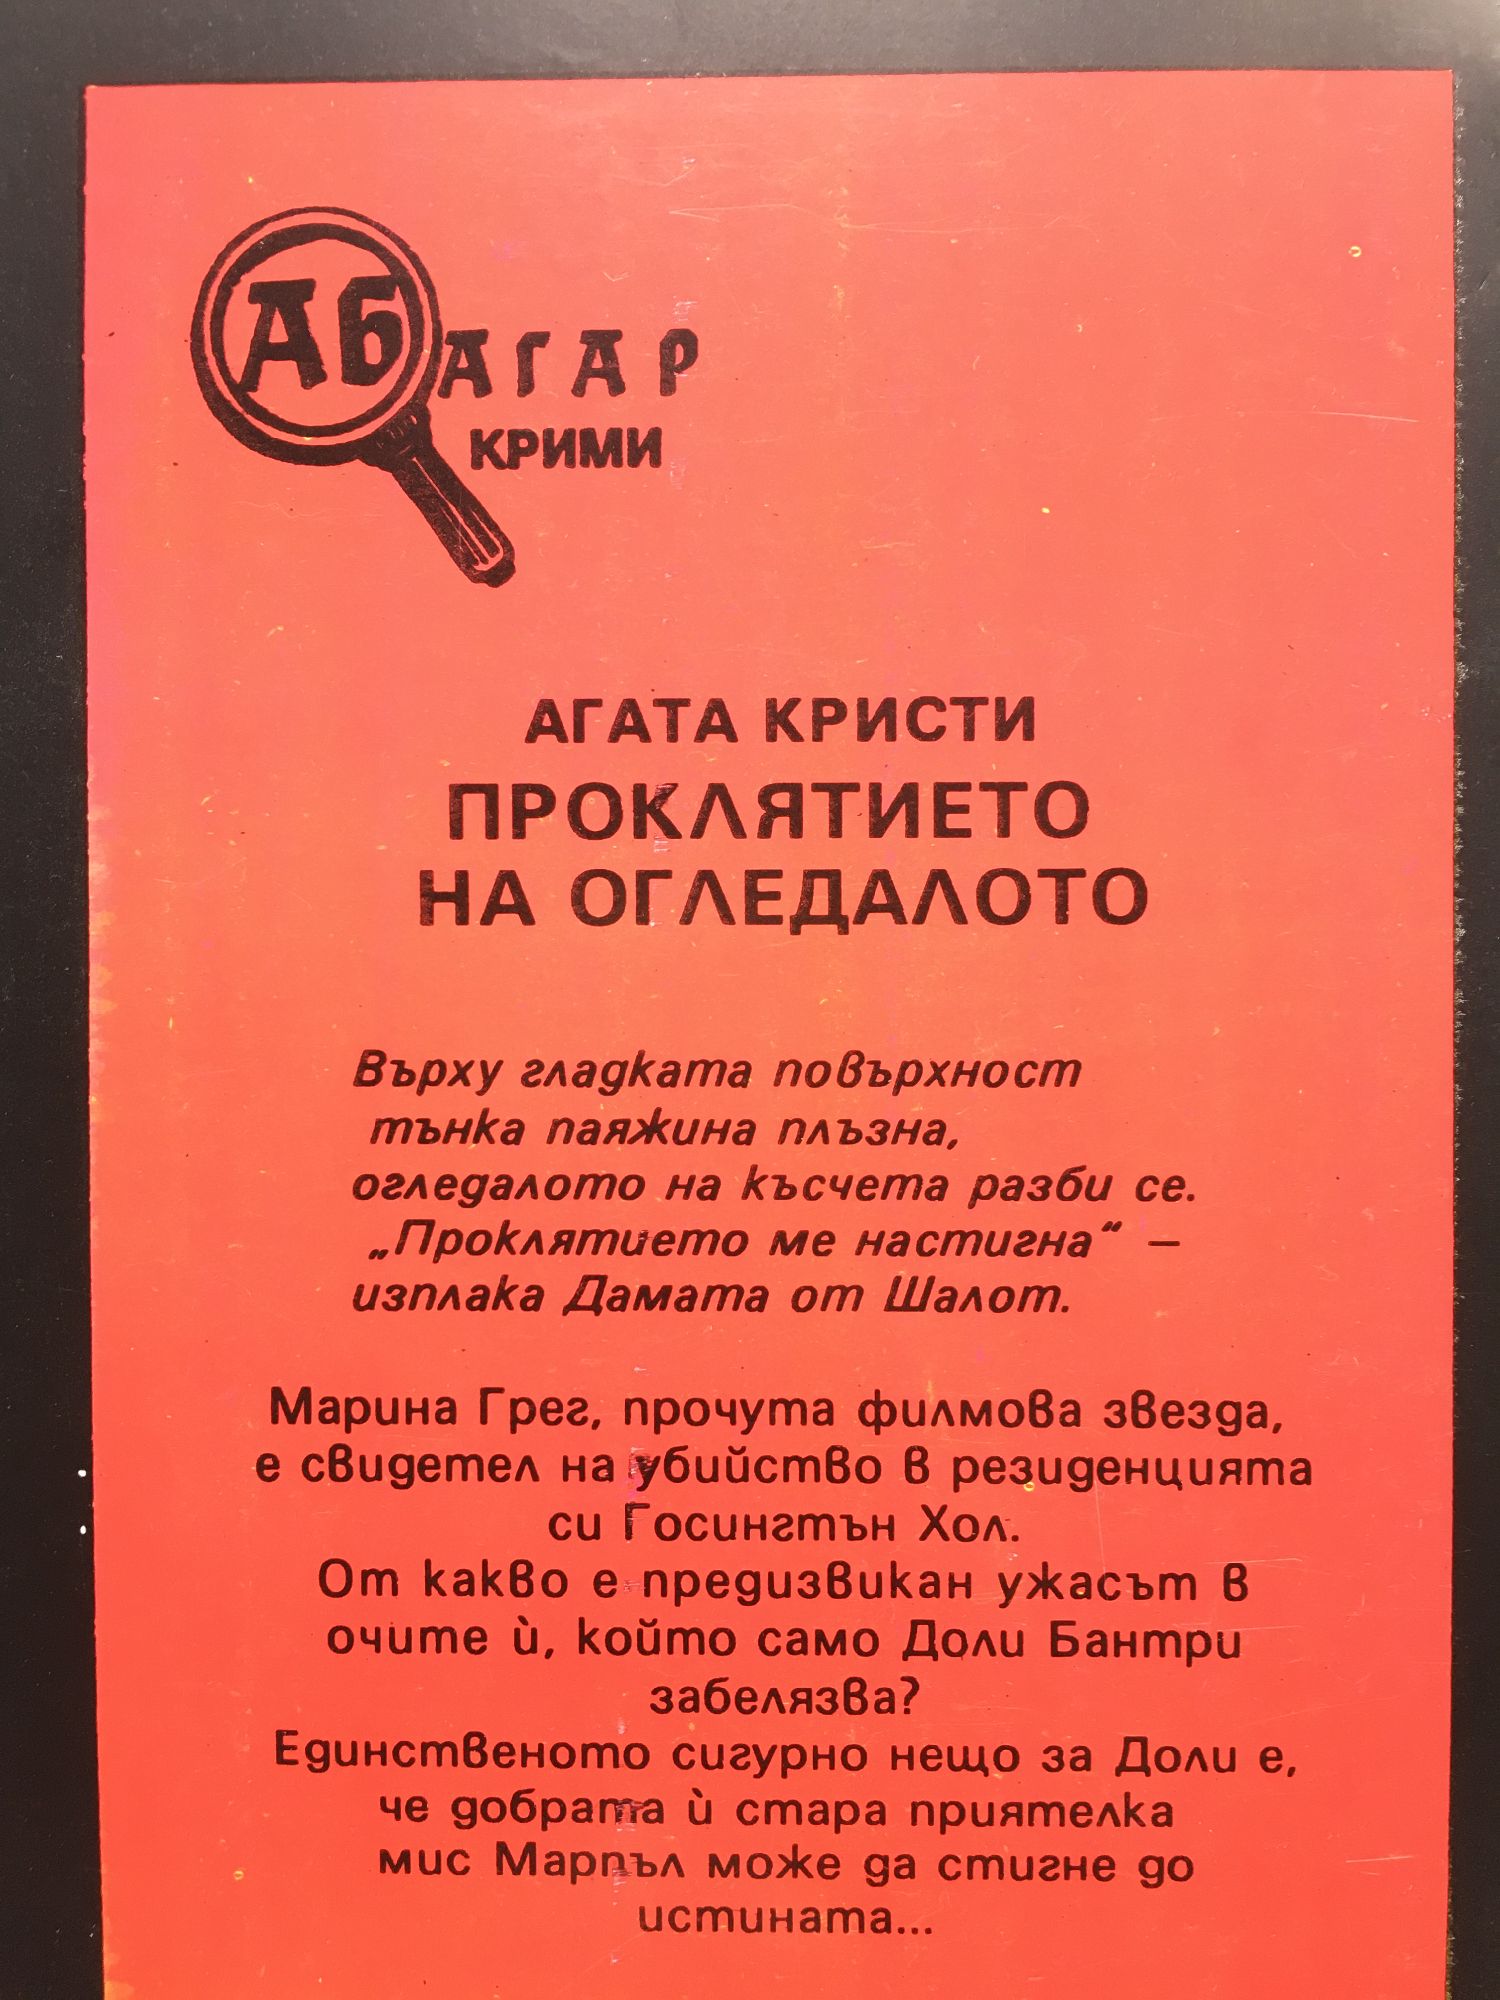 АБАГАР
КРИМИ
АГАТА КРИСТИ
ПРОКЛЯТИЕТО
НА ОГЛЕДАЛОТО
Върху гладката повърхност
тънка паяжина плъзна,
огледалото на късчета разби се.
„Проклятието ме настигна“ –
изплака Дамата от Шалот.
Марина Грег, прочута филмова звезда,
е свидетел на убийство в резиденцията
си Госингтън Хол.
От какво е предизвикан ужасът в
очите ѝ, който само Доли Бантри
забелязва?
Единственото сигурно нещо за Доли е,
че добрата ѝ стара приятелка
мис Марпъл може да стигне до
истината...